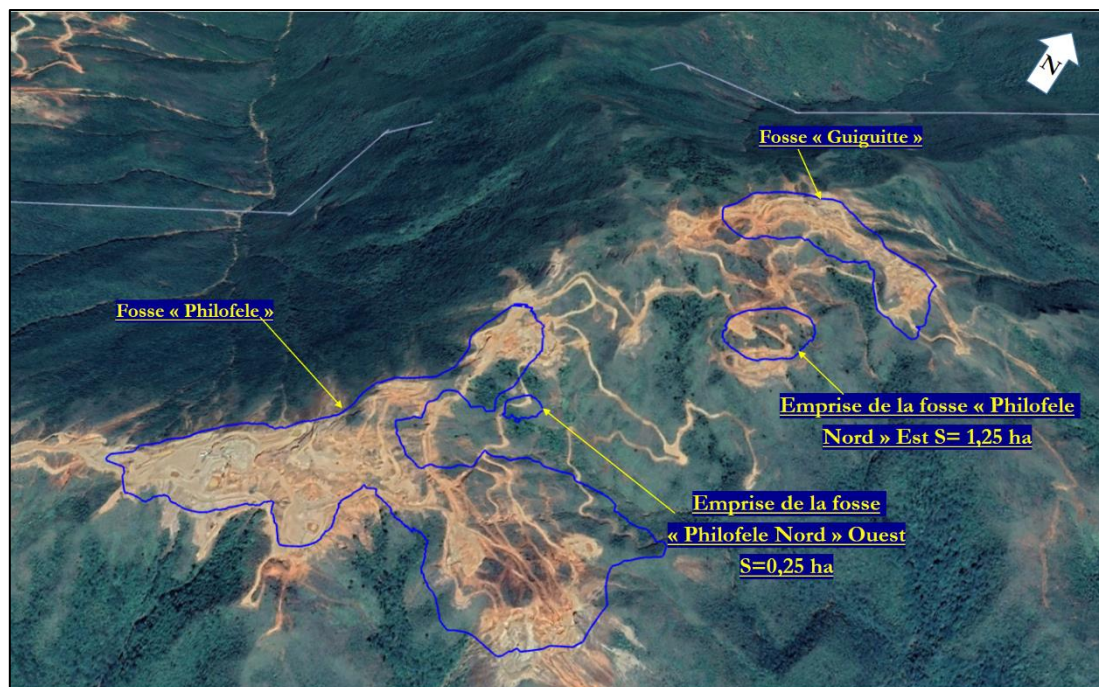 N
Fosse « Guiguitte »
Fosse « Philofele »
Emprise de la fosse « Philofele
Nord » Est S= 1,25 ha
Emprise de la fosse
« Philofele Nord » Ouest
S=0,25 ha